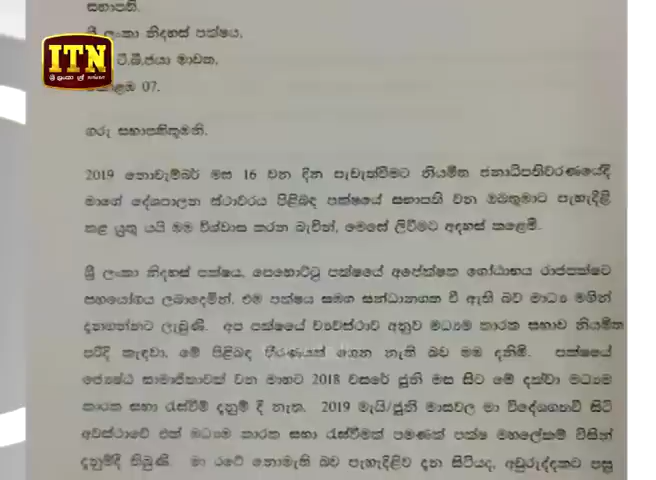 සභාපති.
ශ්‍රී ලංකා නිදහස් පක්ෂය,
ටී.බී.ජයා මාවත,
කොළඹ 07.
ITN
ගරු සභාපතිතුමනි.
2019 නොවැම්බර් මස 16 වන දින පැවැත්වීමට නියමිත ජනාධිපතිවරණයේදී
මාගේ දේශපාලන ස්ථාවරය පිළිබඳ පක්ෂයේ සභාපති වන ඔබතුමාට පැහැදිලි
කළ යුතු යයි මම විශ්වාස කරන බැවින්, මෙසේ ලිවීමට අදහස් කළෙමි.
ශ්‍රී ලංකා නිදහස් පක්ෂය, පොහොට්ටු පක්ෂයේ අපේක්ෂක ගෝඨාභය රාජපක්ෂට
සහයෝගය ලබාදෙමින්, එම පක්ෂය සමග සන්ධානගත වී ඇති බව මාධ්‍ය මගින්
දැනගන්නට ලැබුණි. අප පක්ෂයේ ව්‍යවස්ථාව අනුව මධ්‍යම කාරක සභාව නියමිත
පරිදි කැඳවා, මේ පිළිබඳ තීරණයක් ගෙන නැති බව මම දනිමි. පක්ෂයේ
ජ්‍යෙෂ්ඨ සාමාජිකාවක් වන මාහට 2018 වසරේ ජුනි මස සිට මේ දක්වා මධ්‍යම
කාරක සභා රැස්වීම් දැනුම් දී නැත. 2019 මැයි/ජුනි මාසවල මා විදේශගතවී සිටි
අවස්ථාවේ එක් මධ්‍යම කාරක සභා රැස්වීමක් පමණක් පක්ෂ මහලේකම් විසින්
දැනුම්දී තිබුණි. මා රටේ නොමැති බව පැහැදිලිව දැන සිටියද, අවුරුද්දකට පසු